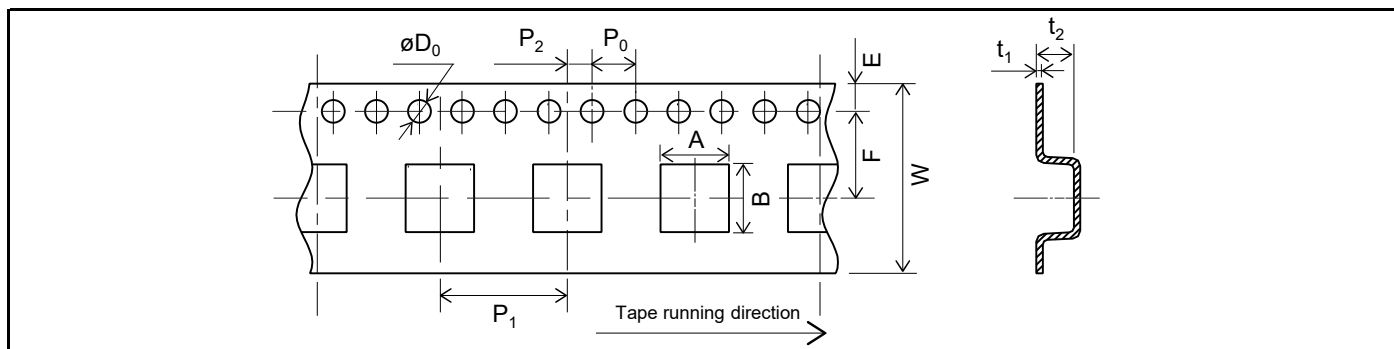 øD₀
P₂
P₀
E
t₁
t₂
A
F
B
W
P₁
Tape running direction